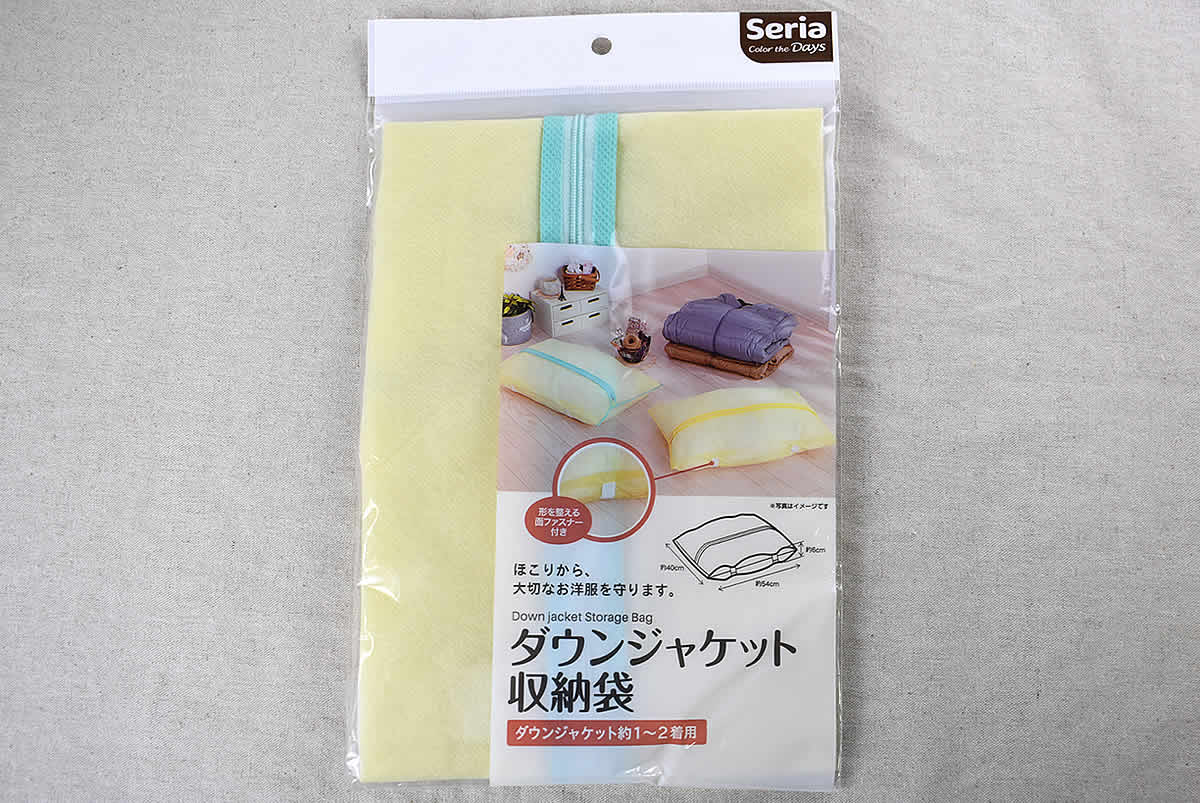 Seria
Color the Days
形を整える
面ファスナー
付き
※写真はイメージです
約6cm
約40cm
約54cm
ほこりから、
大切なお洋服を守ります。
Down jacket Storage Bag
ダウンジャケット
収納袋
ダウンジャケット約1～2着用